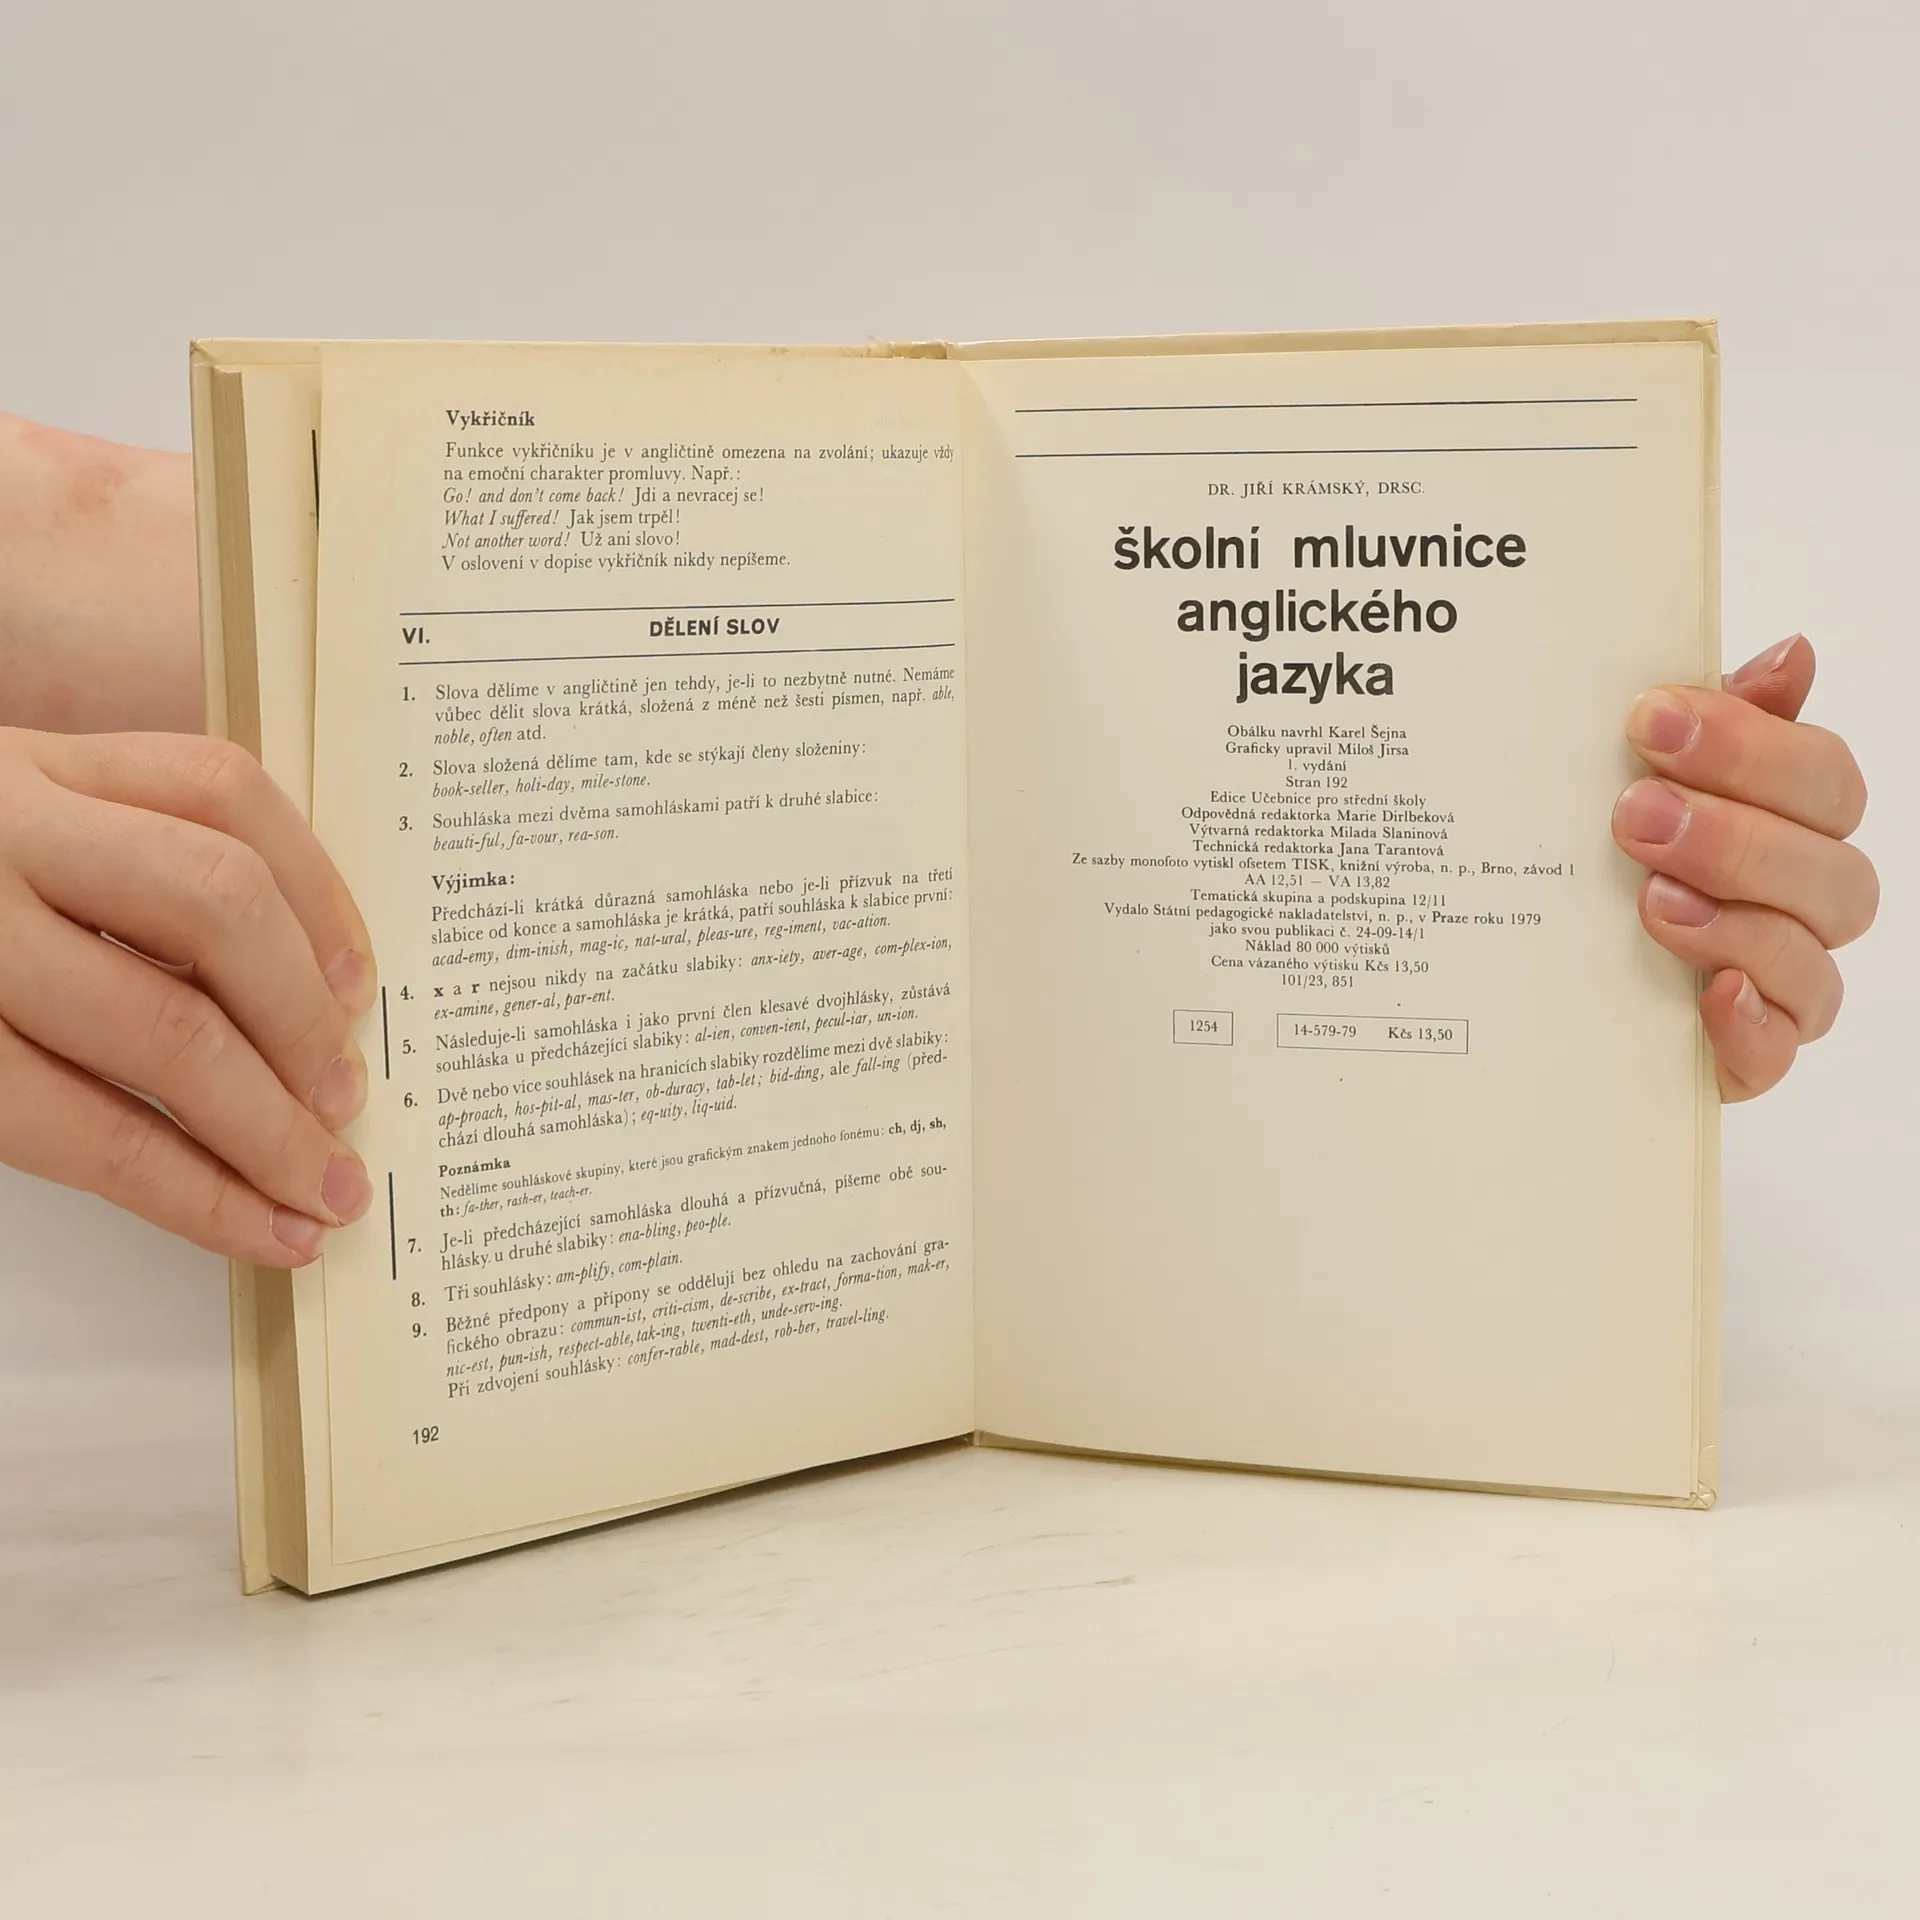 Vykřičník
Funkce vykřičníku je v angličtině omezena na zvolání; ukazuje vždy
na emoční charakter promluvy. Např.:
Go! and don't come back! Jdi a nevracej se!
What I suffered! Jak jsem trpěl!
Not another word! Už ani slovo!
V oslovení v dopise vykřičník nikdy nepíšeme.
VI. DĚLENÍ SLOV
1. Slova dělíme v angličtině jen tehdy, je-li to nezbytně nutné. Nemáme
vůbec dělit slova krátká, složená z méně než šesti písmen, např. able,
noble, often atd.
2. Slova složená dělíme tam, kde se stýkají členy složeniny:
book-seller, holi-day, mile-stone.
3. Souhláska mezi dvěma samohláskami patří k druhé slabice:
beauti-ful, fa-vour, rea-son.
Výjimka:
Předchází-li krátká důrazná samohláska nebo je-li přízvuk na třetí
slabice od konce a samohláska je krátká, patří souhláska k slabice první:
acad-emy, dim-inish, mag-ic, nat-ural, pleas-ure, reg-iment, vac-ation.
4. x a r nejsou nikdy na začátku slabiky: anx-iety, aver-age, com-plex-ion,
ex-amine, gener-al, par-ent.
5. Následuje-li samohláska i jako první člen klesavé dvojhlásky, zůstává
souhláska u předcházející slabiky: al-ien, conven-ient, pecul-iar, un-ion.
6. Dvě nebo více souhlásek na hranicích slabiky rozdělíme mezi dvě slabiky:
ap-proach, hos-pit-al, mas-ter, ob-duracy, tab-let; bid-ding, ale fall-ing (před-
chází dlouhá samohláska); eq-uity, liq-uid.
Poznámka
Nedělíme souhláskové skupiny, které jsou grafickým znakem jednoho fonému: ch, dj, sh,
th: fa-ther, rash-er, teach-er.
7. Je-li předcházející samohláska dlouhá a přízvučná, píšeme obě sou-
hlásky u druhé slabiky: ena-bling, peo-ple.
8. Tři souhlásky: am-plify, com-plain.
9. Běžné předpony a přípony se oddělují bez ohledu na zachování gra-
fického obrazu: commun-ist, criti-cism, de-scribe, ex-tract, forma-tion, mak-er,
nic-est, pun-ish, respect-able, tak-ing, twenti-eth, unde-serv-ing.
Při zdvojení souhlásky: confer-rable, mad-dest, rob-ber, travel-ling.
192
DR. JIŘÍ KRÁMSKÝ, DRSC.
školní mluvnice
anglického
jazyka
Obálku navrhl Karel Šejna
Graficky upravil Miloš Jirsa
1. vydání
Stran 192
Edice Učebnice pro střední školy
Odpovědná redaktorka Marie Dirlbeková
Výtvarná redaktorka Milada Slaninová
Technická redaktorka Jana Tarantová
Ze sazby monofoto vytiskl ofsetem TISK, knižní výroba, n. p., Brno, závod 1
AA 12,51 — VA 13,82
Tematická skupina a podskupina 12/11
Vydalo Státní pedagogické nakladatelství, n. p., v Praze roku 1979
jako svou publikaci č. 24-09-14/1
Náklad 80 000 výtisků
Cena vázaného výtisku Kčs 13,50
101/23, 851
1254 14-579-79 Kčs 13,50